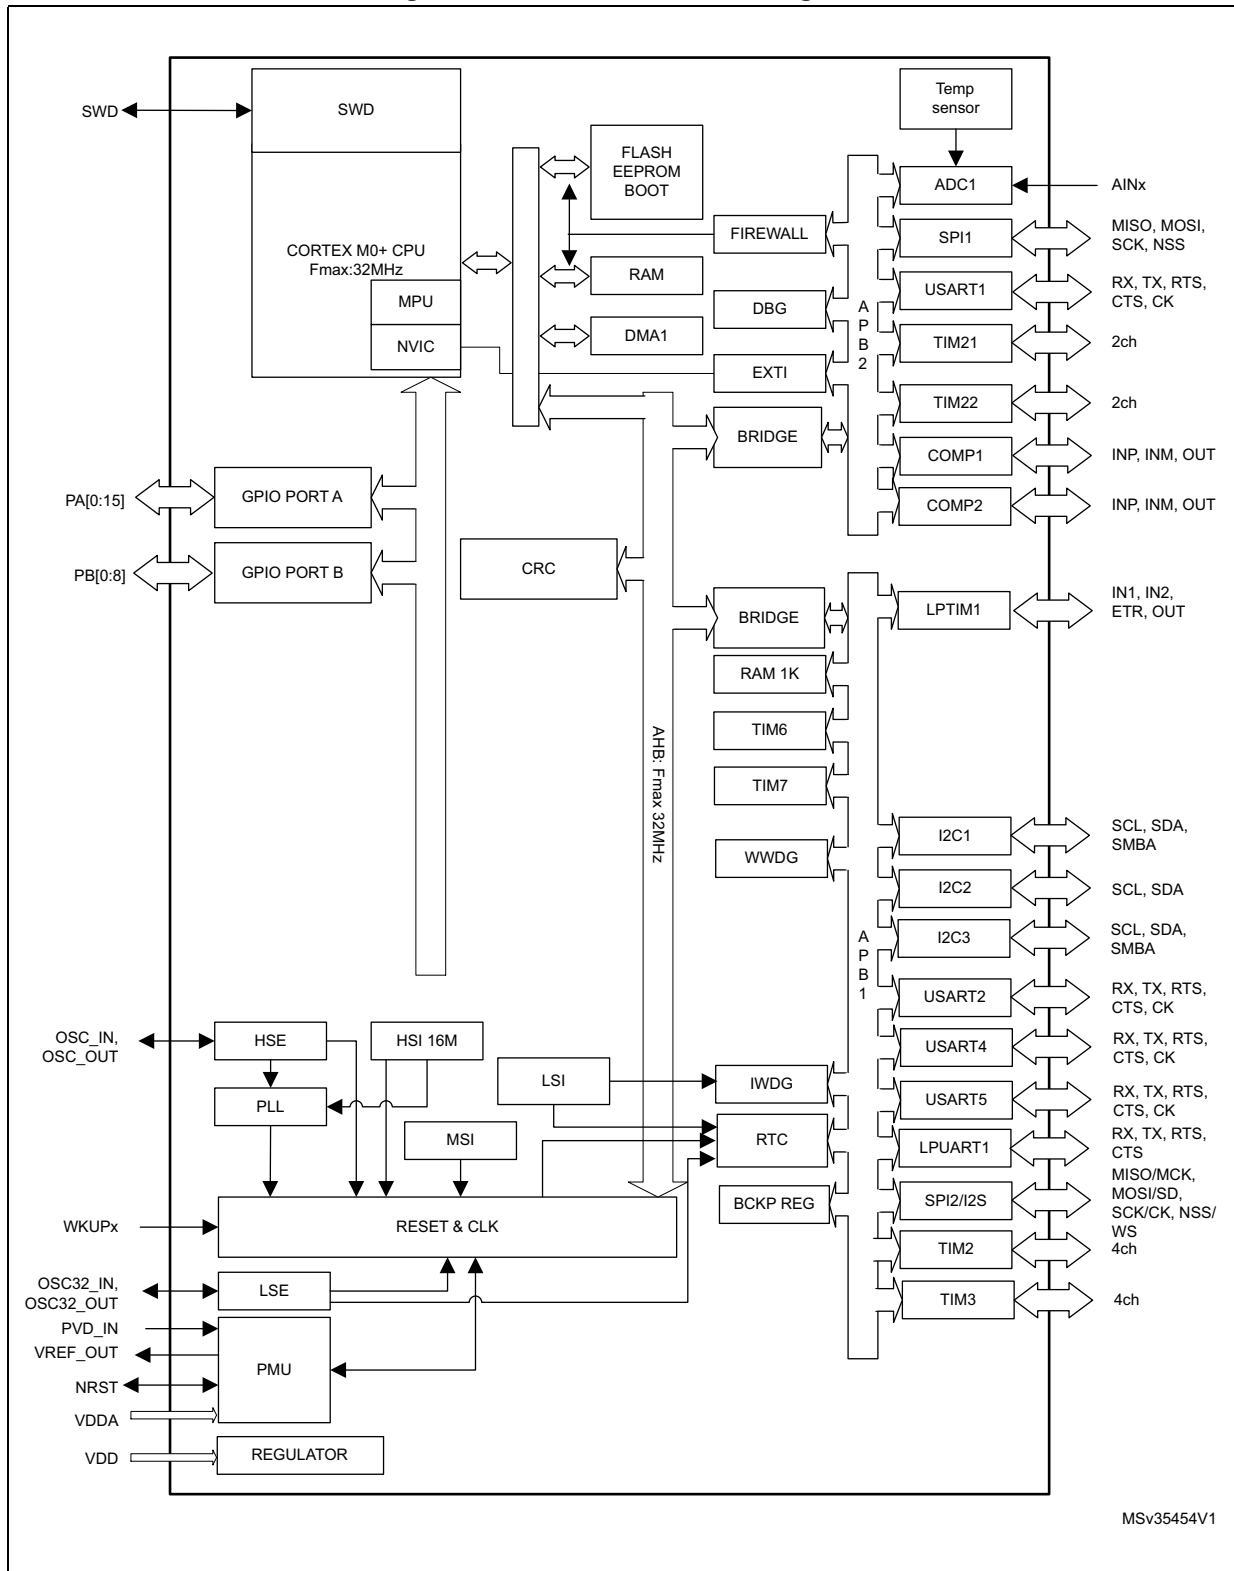 SWD
SWD
CORTEX M0+ CPU
Fmax:32MHz
MPU
NVIC
FLASH
EEPROM
BOOT
RAM
DMA1
FIREWALL
DBG
EXTI
BRIDGE
APB2
Temp
sensor
ADC1
AINx
SPI1
MISO, MOSI,
SCK, NSS
USART1
RX, TX, RTS,
CTS, CK
TIM21
2ch
TIM22
2ch
COMP1
INP, INM, OUT
COMP2
INP, INM, OUT
PA[0:15]
GPIO PORT A
PB[0:8]
GPIO PORT B
CRC
BRIDGE
LPTIM1
IN1, IN2,
ETR, OUT
RAM 1K
TIM6
TIM7
WWDG
AHB: Fmax 32MHz
APB1
I2C1
SCL, SDA,
SMBA
I2C2
SCL, SDA
I2C3
SCL, SDA,
SMBA
USART2
RX, TX, RTS,
CTS, CK
USART4
RX, TX, RTS,
CTS, CK
USART5
RX, TX, RTS,
CTS, CK
LPUART1
RX, TX, RTS,
CTS
SPI2/I2S
MISO/MCK,
MOSI/SD,
SCK/CK, NSS/
WS
TIM2
4ch
TIM3
4ch
OSC_IN,
OSC_OUT
HSE
HSI 16M
PLL
LSI
IWDG
MSI
RTC
BCKP REG
WKUPx
RESET & CLK
OSC32_IN,
OSC32_OUT
LSE
PVD_IN
VREF_OUT
NRST
VDDA
PMU
VDD
REGULATOR
MSv35454V1